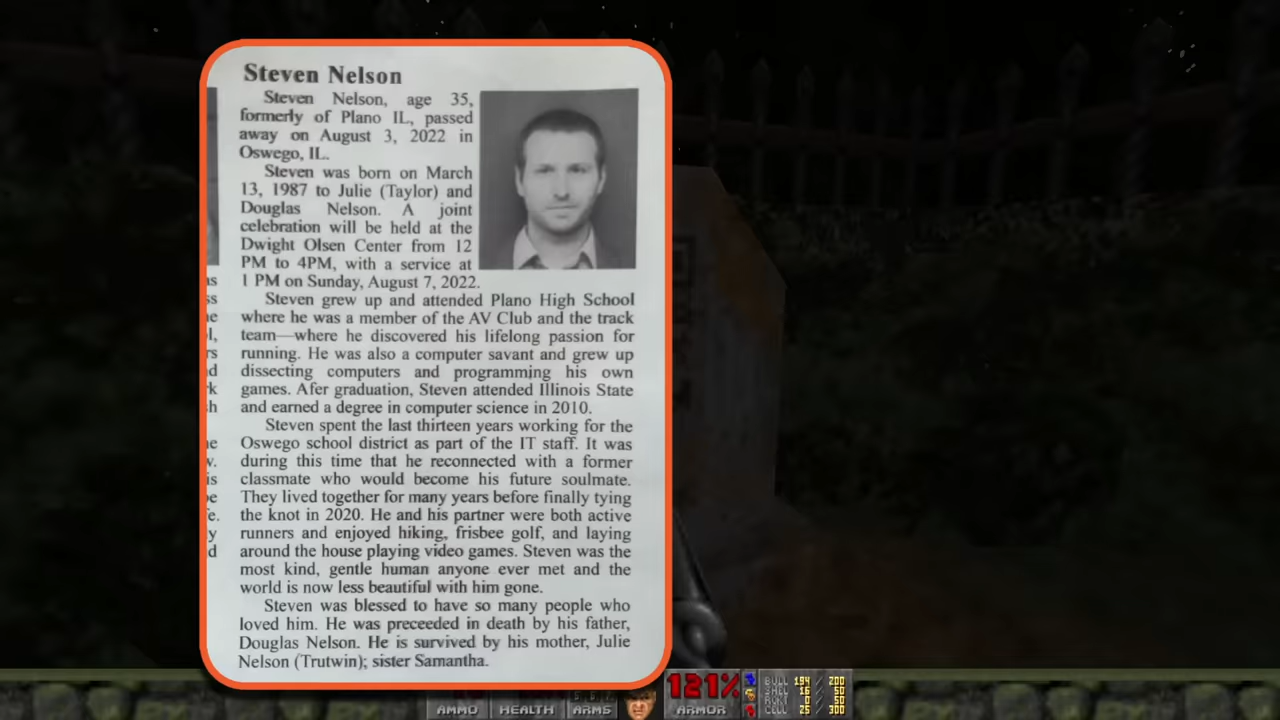 Steven Nelson
Steven Nelson, age 35,
formerly of Plano IL, passed
away on August 3, 2022 in
Oswego, IL.
Steven was born on March
13, 1987 to Julie (Taylor) and
Douglas Nelson. A joint
celebration will be held at the
Dwight Olsen Center from 12
PM to 4PM, with a service at
1 PM on Sunday, August 7, 2022.
Steven grew up and attended Plano High School
where he was a member of the AV Club and the track
team—where he discovered his lifelong passion for
running. He was also a computer savant and grew up
dissecting computers and programming his own
games. Afer graduation, Steven attended Illinois State
and earned a degree in computer science in 2010.
Steven spent the last thirteen years working for the
Oswego school district as part of the IT staff. It was
during this time that he reconnected with a former
classmate who would become his future soulmate.
They lived together for many years before finally tying
the knot in 2020. He and his partner were both active
runners and enjoyed hiking, frisbee golf, and laying
around the house playing video games. Steven was the
most kind, gentle human anyone ever met and the
world is now less beautiful with him gone.
Steven was blessed to have so many people who
loved him. He was preceeded in death by his father,
Douglas Nelson. He is survived by his mother, Julie
Nelson (Trutwin); sister Samantha.
AMMO HEALTH ARMS 121% ARMOR
BULL 194 / 200
SHEL 16 / 50
RCKT 0 / 50
CELL 25 / 300